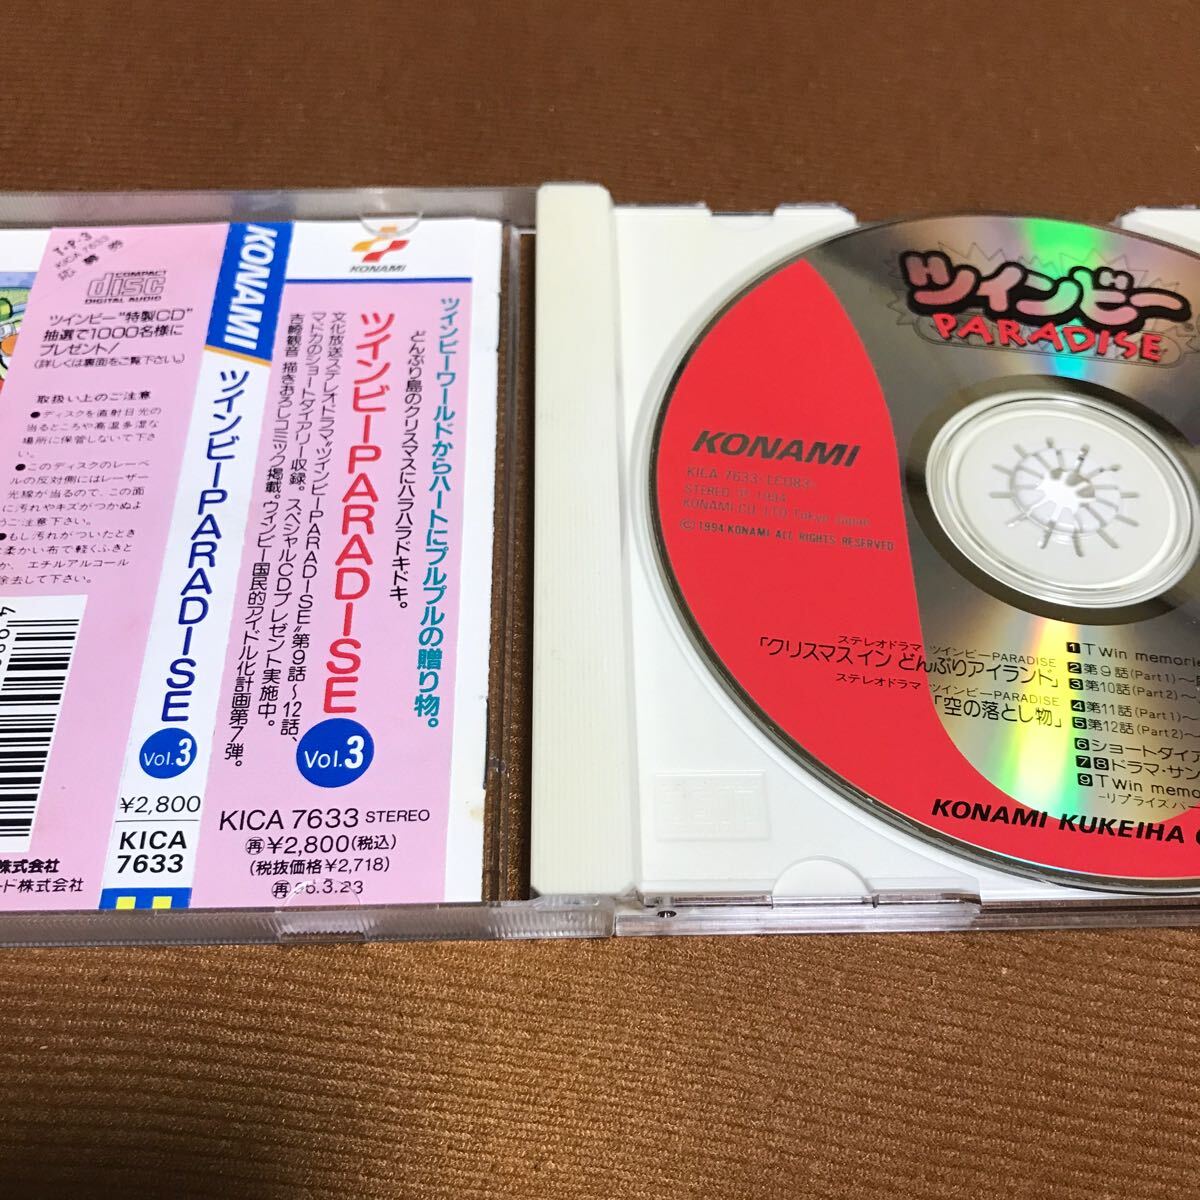 T・P・3
KICA 7633
応募券
COMPACT
disc
DIGITAL AUDIO
ツインビー“特製CD”
抽選で1000名様に
プレゼント!
(詳しくは裏面をご覧下さい。)
取扱い上のご注意
●ディスクを直射日光の
当るところや高温多湿な
場所に保管しないで下
さい。
●このディスクのレーベ
ルの反対側にはレーザー
光線が当るので、この面
に汚れやキズがつかぬよ
うご注意下さい。
●もし汚れがついたとき
柔かい布で軽くふきと
か、エチルアルコール
除去して下さい。
株式会社
ード株式会社
KONAMI
ツインビーPARADISE
Vol.3
¥2,800
KICA
7633
KONAMI
ツインビーワールドからハートにプルプルの贈り物。
どんぶり島のクリスマスにハラハラドキドキ。
ツインビーPARADISE
Vol.3
文化放送ステレオドラマ“ツインビーPARADISE”第9話~12話、
マドカのショートダイアリー収録。スペシャルCDプレゼント実施中。
吉崎観音 描きおろしコミック掲載。ウィンビー国民的アイドル化計画第7弾。
KICA 7633 STEREO
再¥2,800(税込)
(税抜価格¥2,718)
ツインビー
PARADISE
KONAMI
KICA 7633
STEREO
KONAMI CO., LTD. Tokyo Japan
©1994 KONAMI ALL RIGHTS RESERVED
ステレオドラマ ツインビーPARADISE
「クリスマス イン どんぶりアイランド」
ステレオドラマ ツインビーPARADISE
「空の落とし物」
1 TWin memorie
2 第9話(Part1)~
3 第10話(Part2)~
4 第11話(Part1)~
5 第12話(Part2)~
6 ショートダイア
7 8 ドラマ・サン
9 TWin memo
-リプライズ バー
KONAMI KUKEIHA C